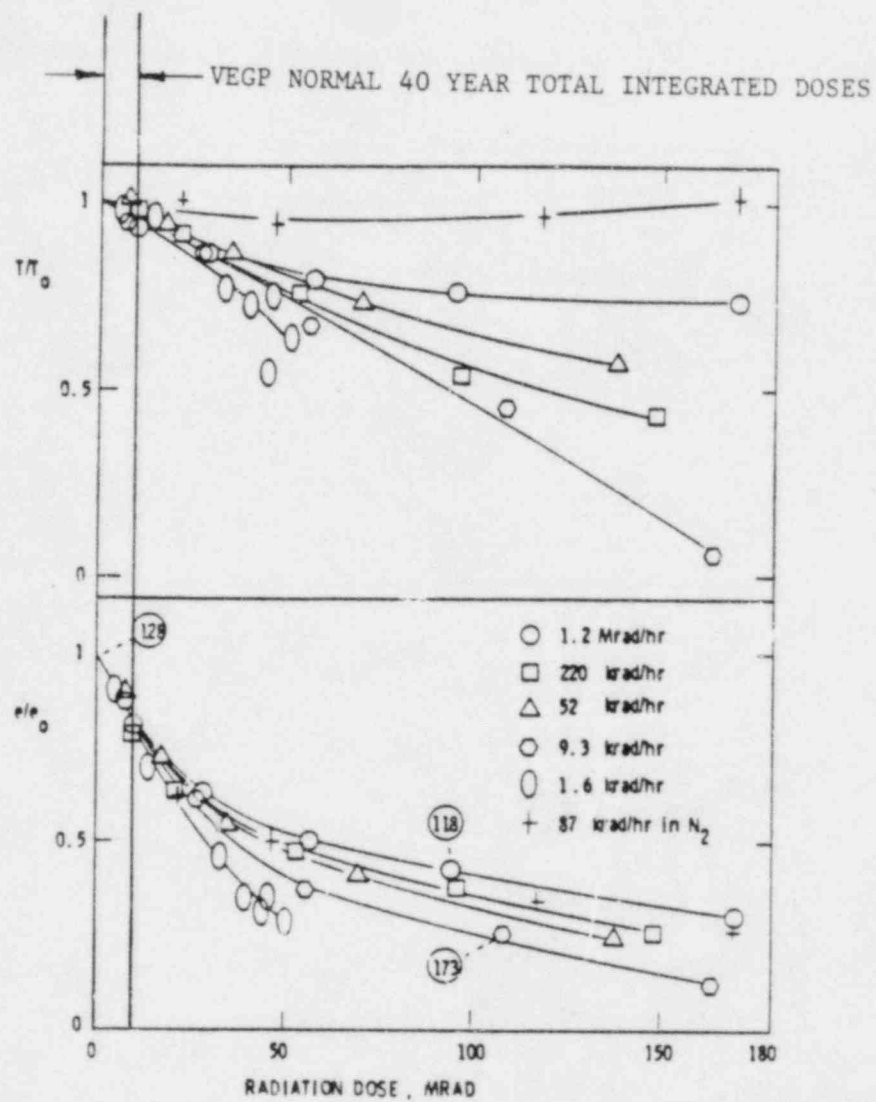 VEGP NORMAL 40 YEAR TOTAL INTEGRATED DOSES
1
T/T₀
0.5
0
128
1
1.2 Mrad/hr
220 krad/hr
e/e₀
52 krad/hr
9.3 krad/hr
1.6 krad/hr
118
87 krad/hr in N₂
0.5
173
0
0 50 100 150 180
RADIATION DOSE, MRAD